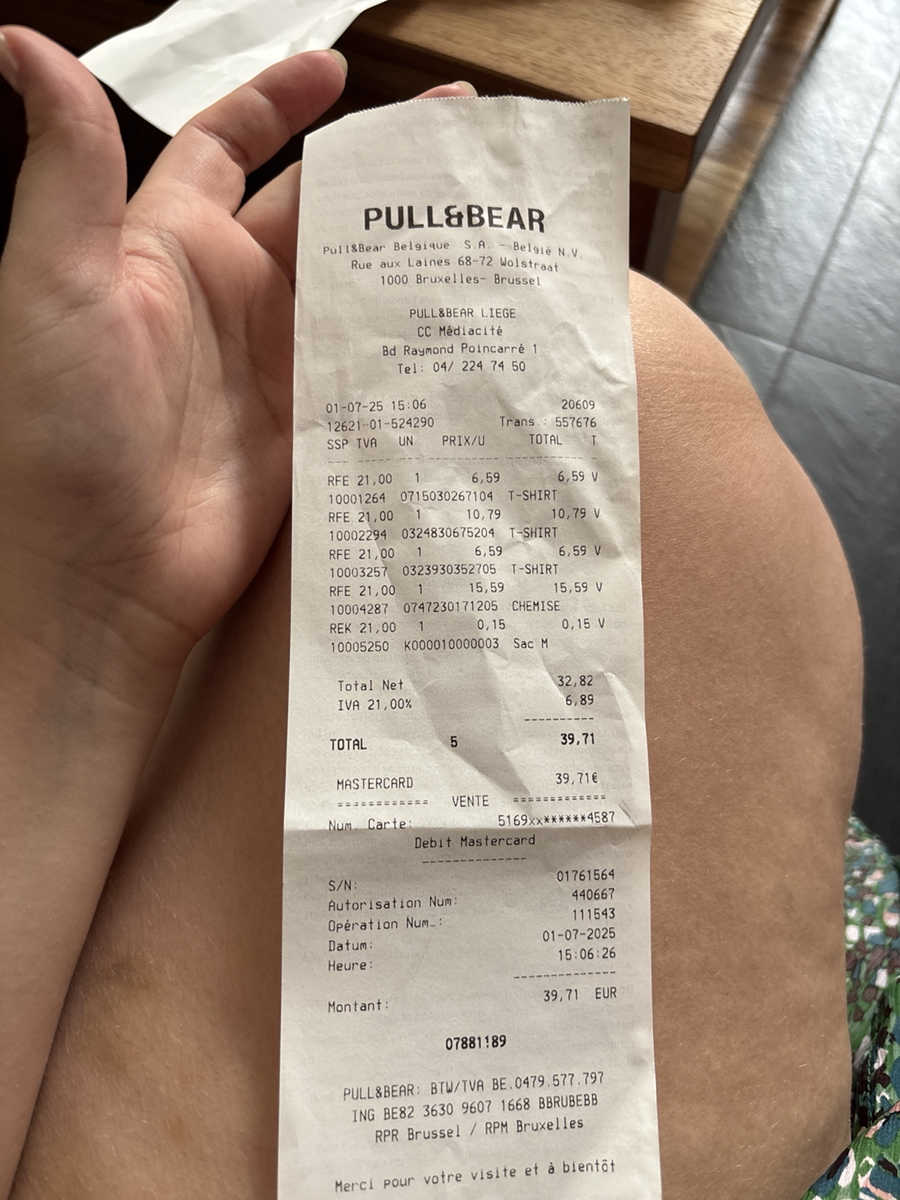 PULL&BEAR
Pull&Bear Belgique S.A. - België N.V.
Rue aux Laines 68-72 Wolstraat
1000 Bruxelles- Brussel
PULL&BEAR LIEGE
CC Médiacité
Bd Raymond Poincarré 1
Tel: 04/ 224 74 50
01-07-25 15:06 20609
12621-01-524290 Trans.: 557676
SSP TVA UN PRIX/U TOTAL T
RFE 21,00 1 6,59 6,59 V
10001264 0715030267104 T-SHIRT
RFE 21,00 1 10,79 10,79 V
10002294 0324830675204 T-SHIRT
RFE 21,00 1 6,59 6,59 V
10003257 0323930352705 T-SHIRT
RFE 21,00 1 15,59 15,59 V
10004287 0747230171205 CHEMISE
REK 21,00 1 0,15 0,15 V
10005250 K000010000003 Sac M
Total Net 32,82
IVA 21,00% 6,89
----------
TOTAL 5 39,71
MASTERCARD 39,71€
============ VENTE ============
Num. Carte: 5169xx******4587
Debit Mastercard
---------------
S/N: 01761564
Autorisation Num: 440667
Opération Num.: 111543
Datum: 01-07-2025
Heure: 15:06:26
---------------
Montant: 39,71 EUR
07881189
PULL&BEAR: BTW/TVA BE.0479.577.797
ING BE82 3630 9607 1668 BBRUBEBB
RPR Brussel / RPM Bruxelles
Merci pour votre visite et à bientôt